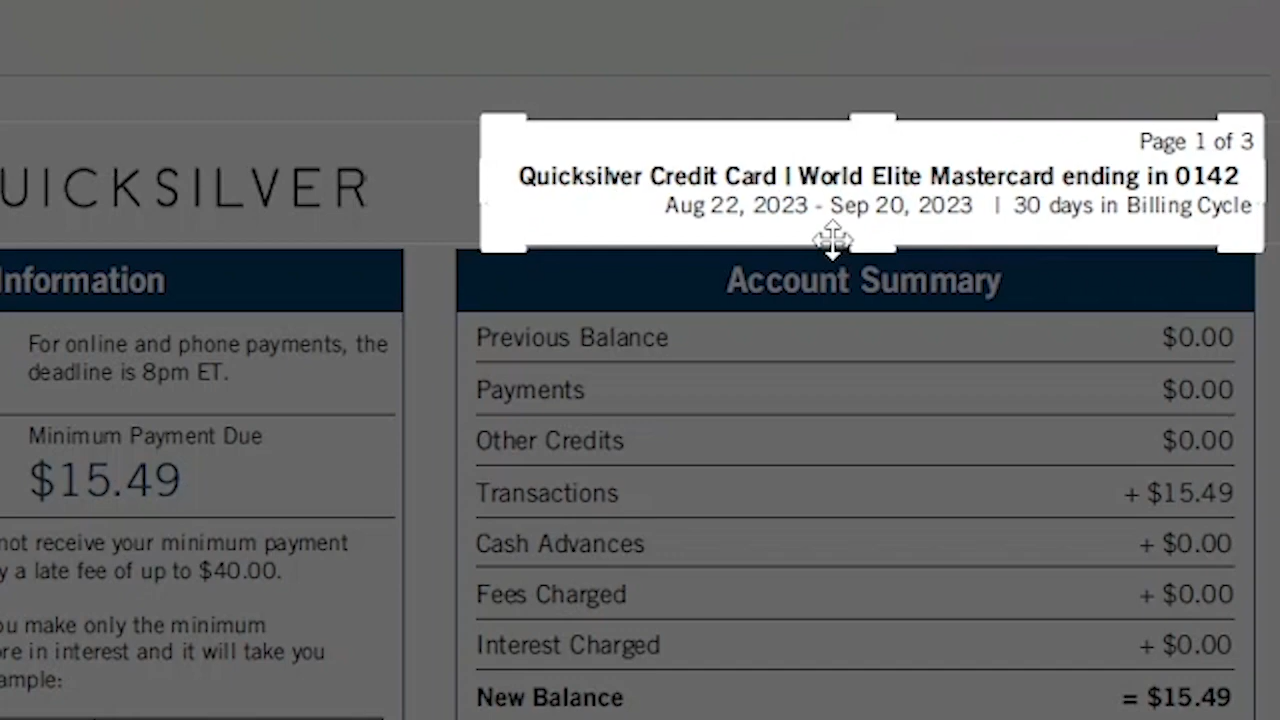 Page 1 of 3
Quicksilver Credit Card | World Elite Mastercard ending in 0142
Aug 22, 2023 - Sep 20, 2023 | 30 days in Billing Cycle
UICKSILVER
Information
For online and phone payments, the
deadline is 8pm ET.
Minimum Payment Due
$15.49
not receive your minimum payment
y a late fee of up to $40.00.
ou make only the minimum
ore in interest and it will take you
ample:
Account Summary
Previous Balance $0.00
Payments $0.00
Other Credits $0.00
Transactions + $15.49
Cash Advances + $0.00
Fees Charged + $0.00
Interest Charged + $0.00
New Balance = $15.49